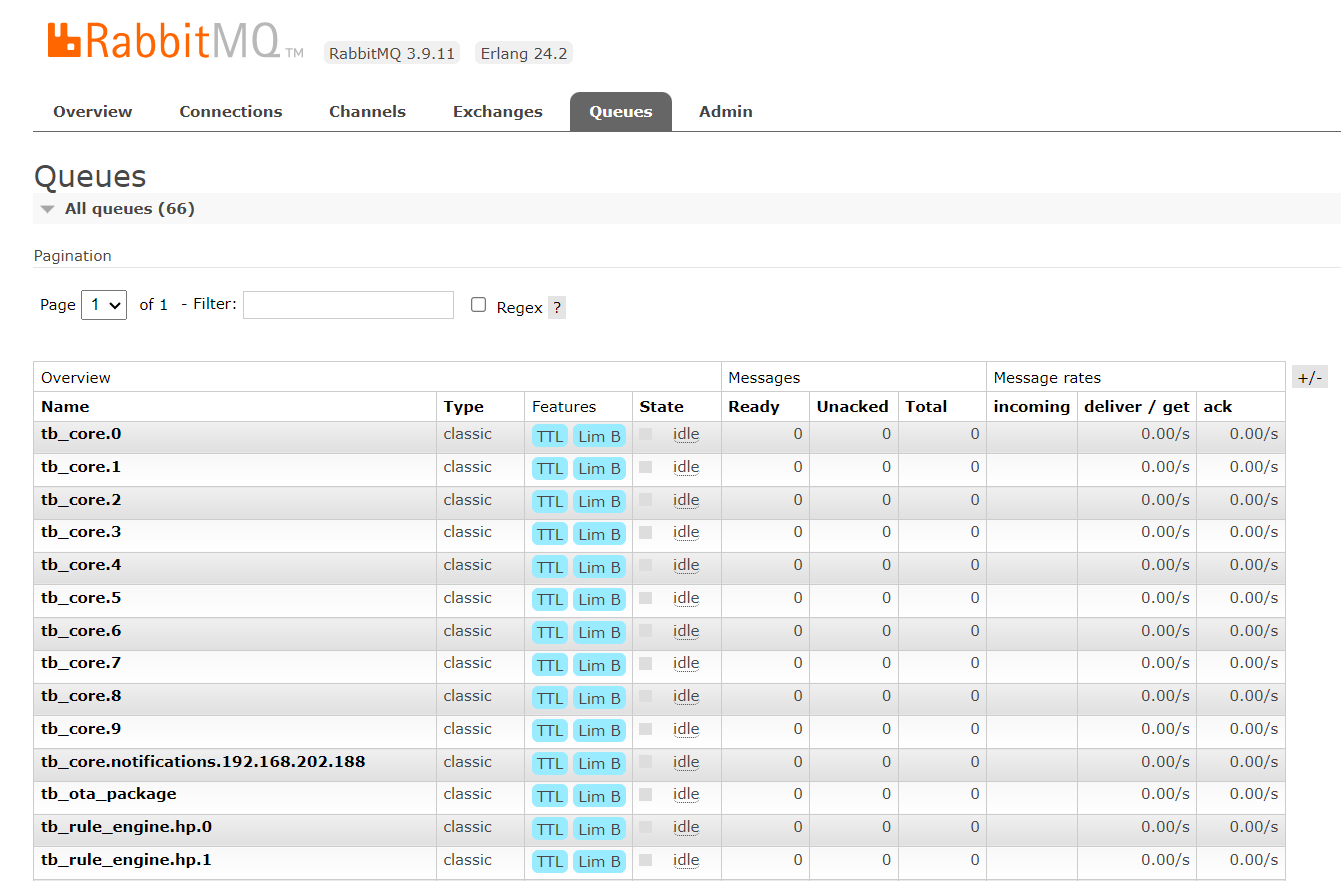 RabbitMQ TM RabbitMQ 3.9.11 Erlang 24.2
Overview Connections Channels Exchanges Queues Admin
Queues
All queues (66)
Pagination
Page 1 of 1 - Filter: Regex ?
Overview Messages Message rates +/-
Name Type Features State Ready Unacked Total incoming deliver / get ack
tb_core.0 classic TTL Lim B idle 0 0 0 0.00/s 0.00/s
tb_core.1 classic TTL Lim B idle 0 0 0 0.00/s 0.00/s
tb_core.2 classic TTL Lim B idle 0 0 0 0.00/s 0.00/s
tb_core.3 classic TTL Lim B idle 0 0 0 0.00/s 0.00/s
tb_core.4 classic TTL Lim B idle 0 0 0 0.00/s 0.00/s
tb_core.5 classic TTL Lim B idle 0 0 0 0.00/s 0.00/s
tb_core.6 classic TTL Lim B idle 0 0 0 0.00/s 0.00/s
tb_core.7 classic TTL Lim B idle 0 0 0 0.00/s 0.00/s
tb_core.8 classic TTL Lim B idle 0 0 0 0.00/s 0.00/s
tb_core.9 classic TTL Lim B idle 0 0 0 0.00/s 0.00/s
tb_core.notifications.192.168.202.188 classic TTL Lim B idle 0 0 0 0.00/s 0.00/s
tb_ota_package classic TTL Lim B idle 0 0 0 0.00/s 0.00/s
tb_rule_engine.hp.0 classic TTL Lim B idle 0 0 0 0.00/s 0.00/s
tb_rule_engine.hp.1 classic TTL Lim B idle 0 0 0 0.00/s 0.00/s